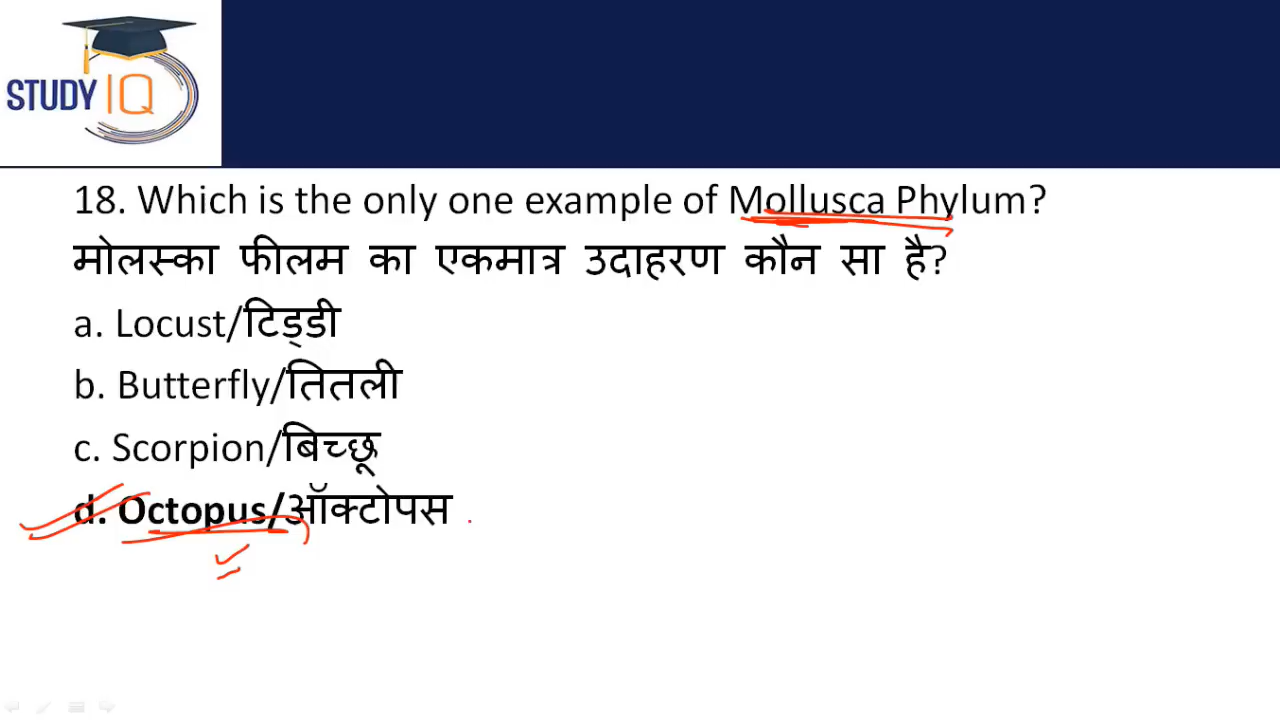 STUDY IQ
18. Which is the only one example of Mollusca Phylum?
मोलस्का फीलम का एकमात्र उदाहरण कौन सा है?
a. Locust/टिड्डी
b. Butterfly/तितली
c. Scorpion/बिच्छू
d. Octopus/ऑक्टोपस